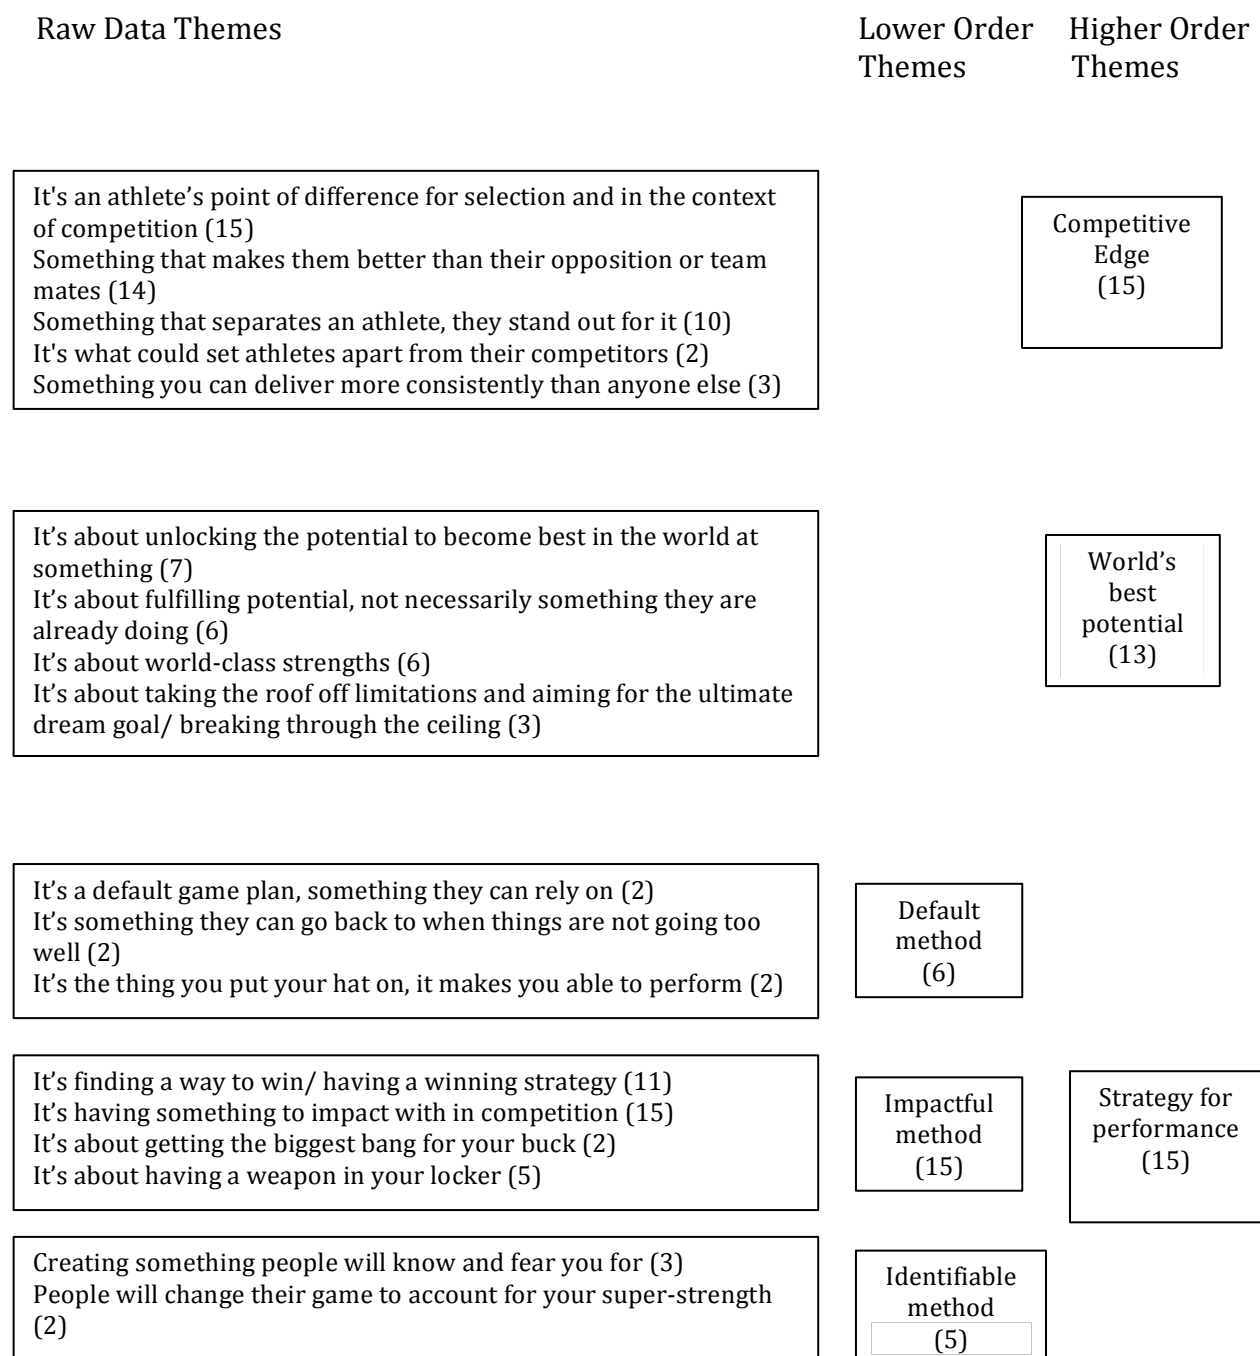 Raw Data Themes
Lower Order
Themes
Higher Order
Themes
It's an athlete’s point of difference for selection and in the context
of competition (15)
Something that makes them better than their opposition or team
mates (14)
Something that separates an athlete, they stand out for it (10)
It's what could set athletes apart from their competitors (2)
Something you can deliver more consistently than anyone else (3)
Competitive
Edge
(15)
It’s about unlocking the potential to become best in the world at
something (7)
It’s about fulfilling potential, not necessarily something they are
already doing (6)
It’s about world-class strengths (6)
It’s about taking the roof off limitations and aiming for the ultimate
dream goal/ breaking through the ceiling (3)
World’s
best
potential
(13)
It’s a default game plan, something they can rely on (2)
It’s something they can go back to when things are not going too
well (2)
It’s the thing you put your hat on, it makes you able to perform (2)
Default
method
(6)
It’s finding a way to win/ having a winning strategy (11)
It’s having something to impact with in competition (15)
It’s about getting the biggest bang for your buck (2)
It’s about having a weapon in your locker (5)
Impactful
method
(15)
Strategy for
performance
(15)
Creating something people will know and fear you for (3)
People will change their game to account for your super-strength
(2)
Identifiable
method
(5)